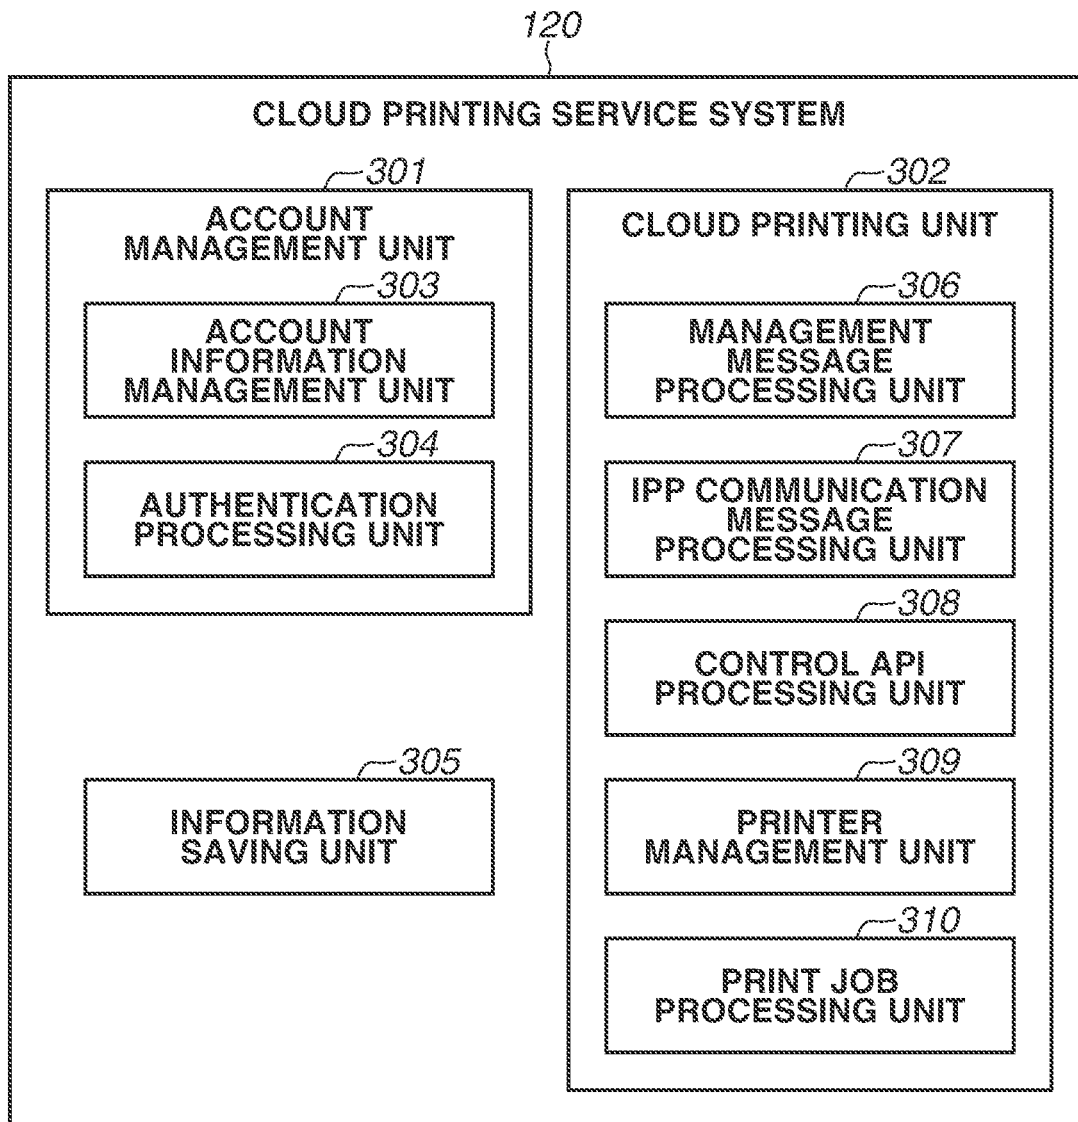 120
CLOUD PRINTING SERVICE SYSTEM
301
ACCOUNT
MANAGEMENT UNIT
303
ACCOUNT
INFORMATION
MANAGEMENT UNIT
304
AUTHENTICATION
PROCESSING UNIT
305
INFORMATION
SAVING UNIT
302
CLOUD PRINTING UNIT
306
MANAGEMENT
MESSAGE
PROCESSING UNIT
307
IPP COMMUNICATION
MESSAGE
PROCESSING UNIT
308
CONTROL API
PROCESSING UNIT
309
PRINTER
MANAGEMENT UNIT
310
PRINT JOB
PROCESSING UNIT